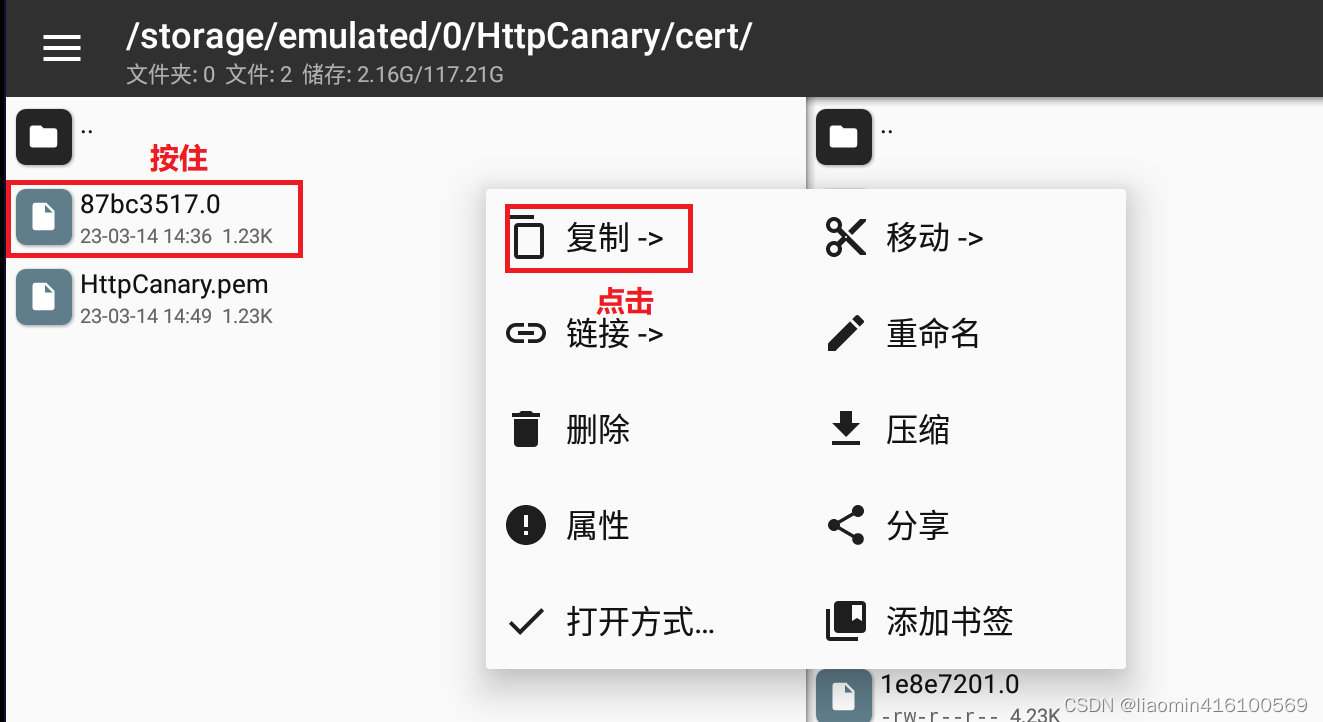 /storage/emulated/0/HttpCanary/cert/
文件夹: 0 文件: 2 储存: 2.16G/117.21G
..
按住
87bc3517.0
23-03-14 14:36 1.23K
HttpCanary.pem
23-03-14 14:49 1.23K
..
复制 ->
移动 ->
点击
链接 ->
重命名
删除
压缩
属性
分享
打开方式...
添加书签
1e8e7201.0
-rw-r--r-- 4.23K
CSDN @liaomin416100569